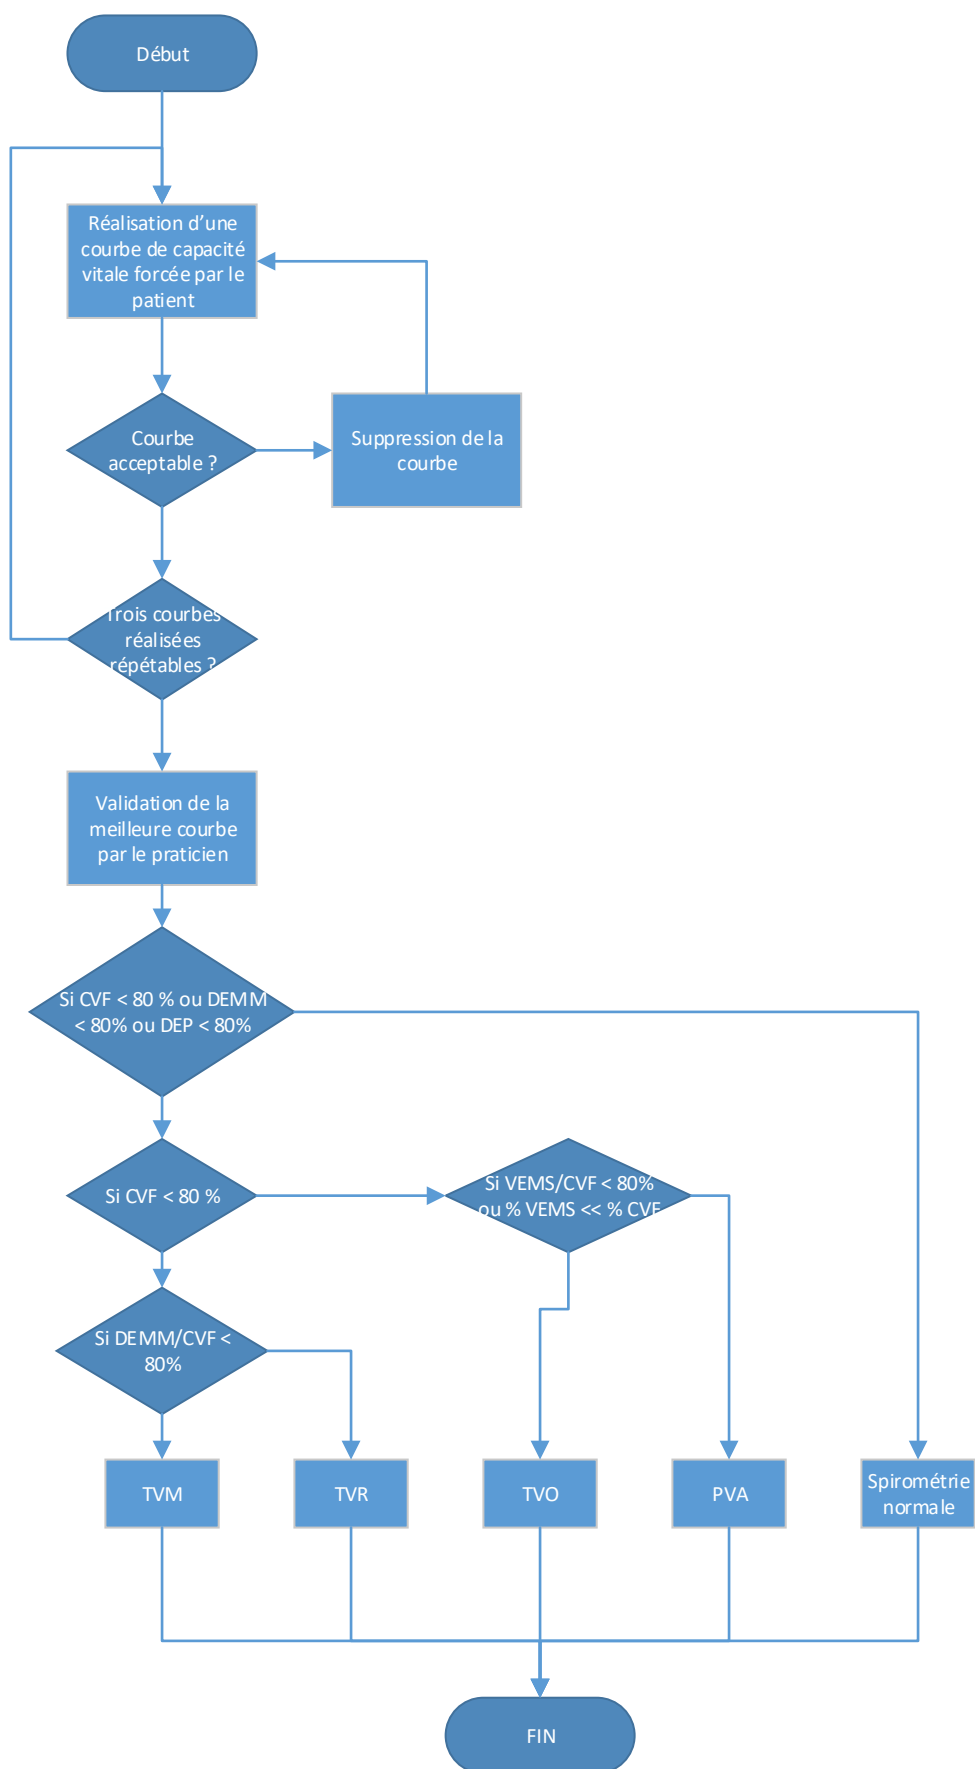 Début
Réalisation d’une
courbe de capacité
vitale forcée par le
patient
Courbe
acceptable ?
Suppression de la
courbe
Trois courbes
réalisées
répétables ?
Validation de la
meilleure courbe
par le praticien
Si CVF < 80 % ou DEMM
< 80% ou DEP < 80%
Si CVF < 80 %
Si VEMS/CVF < 80%
ou % VEMS << % CVF
Si DEMM/CVF <
80%
TVM
TVR
TVO
PVA
Spirométrie
normale
FIN